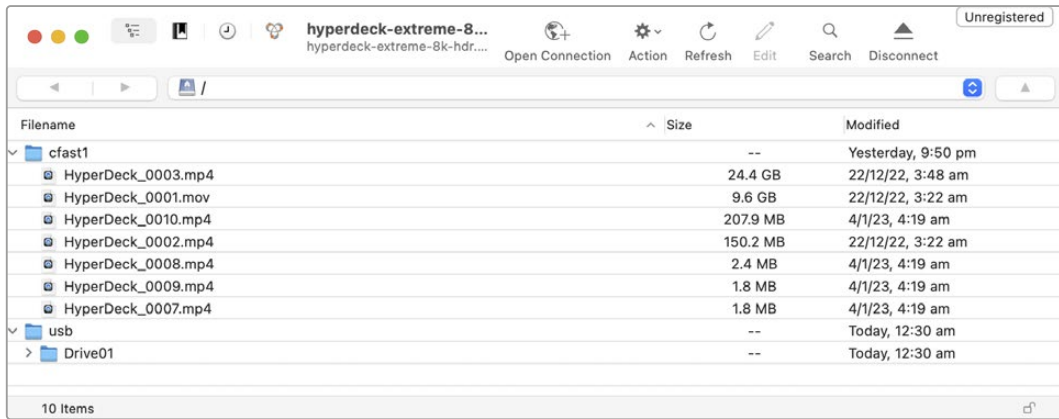 Unregistered
hyperdeck-extreme-8...
hyperdeck-extreme-8k-hdr....
Open Connection Action Refresh Edit Search Disconnect
/
Filename Size Modified
cfast1 -- Yesterday, 9:50 pm
HyperDeck_0003.mp4 24.4 GB 22/12/22, 3:48 am
HyperDeck_0001.mov 9.6 GB 22/12/22, 3:22 am
HyperDeck_0010.mp4 207.9 MB 4/1/23, 4:19 am
HyperDeck_0002.mp4 150.2 MB 22/12/22, 3:22 am
HyperDeck_0008.mp4 2.4 MB 4/1/23, 4:19 am
HyperDeck_0009.mp4 1.8 MB 4/1/23, 4:19 am
HyperDeck_0007.mp4 1.8 MB 4/1/23, 4:19 am
usb -- Today, 12:30 am
Drive01 -- Today, 12:30 am
10 Items